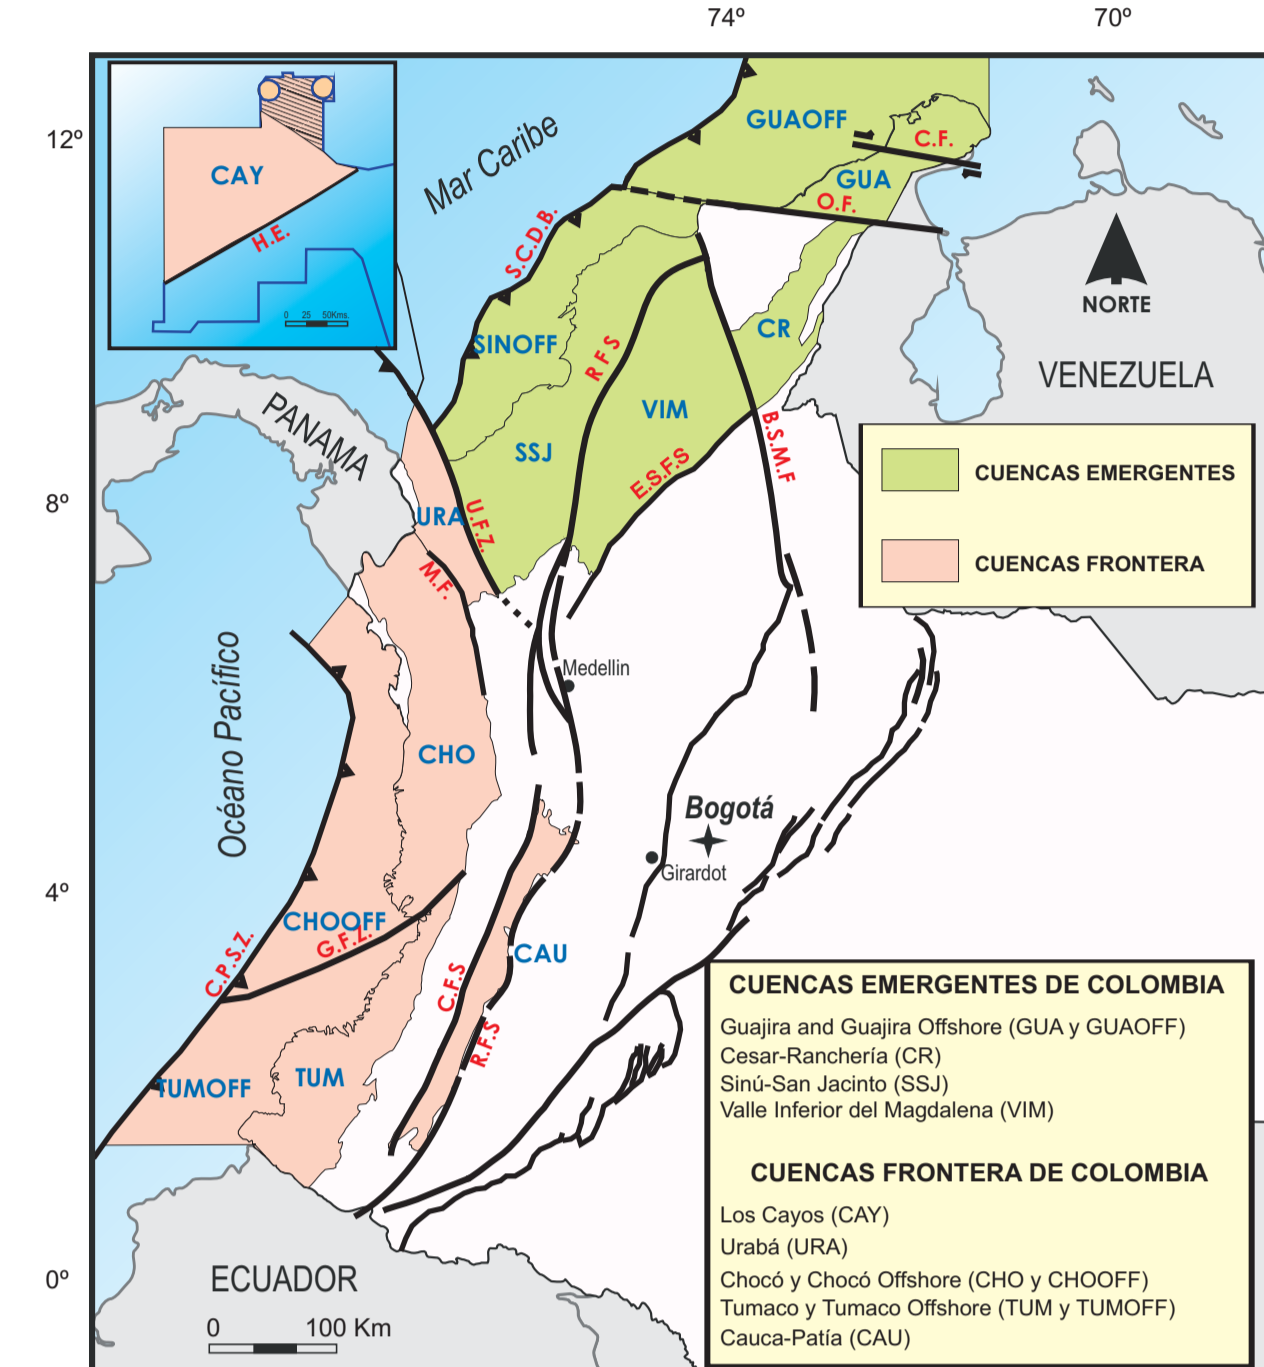 74º
70º
12º
8º
4º
0º
CAY
H.E.
0 25 50Kms.
Mar Caribe
GUAOFF
C.F.
GUA
O.F.
S.C.D.B.
SINOFF
R F S
CR
VIM
SSJ
E.S.F.S
B.S.M.F
NORTE
VENEZUELA
PANAMA
URA
U.F.Z.
M.F.
CUENCAS EMERGENTES
CUENCAS FRONTERA
Océano Pacífico
Medellin
CHO
Bogotá
Girardot
CHOOFF
G.F.Z.
C.P.S.Z.
CAU
C.F.S
R.F.S
TUM
TUMOFF
ECUADOR
0 100 Km
CUENCAS EMERGENTES DE COLOMBIA
Guajira and Guajira Offshore (GUA y GUAOFF)
Cesar-Ranchería (CR)
Sinú-San Jacinto (SSJ)
Valle Inferior del Magdalena (VIM)
CUENCAS FRONTERA DE COLOMBIA
Los Cayos (CAY)
Urabá (URA)
Chocó y Chocó Offshore (CHO y CHOOFF)
Tumaco y Tumaco Offshore (TUM y TUMOFF)
Cauca-Patía (CAU)